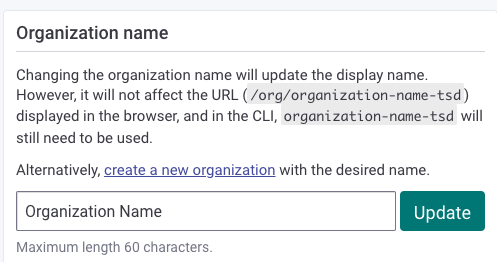 Organization name
Changing the organization name will update the display name.
However, it will not affect the URL (/org/organization-name-tsd)
displayed in the browser, and in the CLI, organization-name-tsd will
still need to be used.
Alternatively, create a new organization with the desired name.
Organization Name
Update
Maximum length 60 characters.